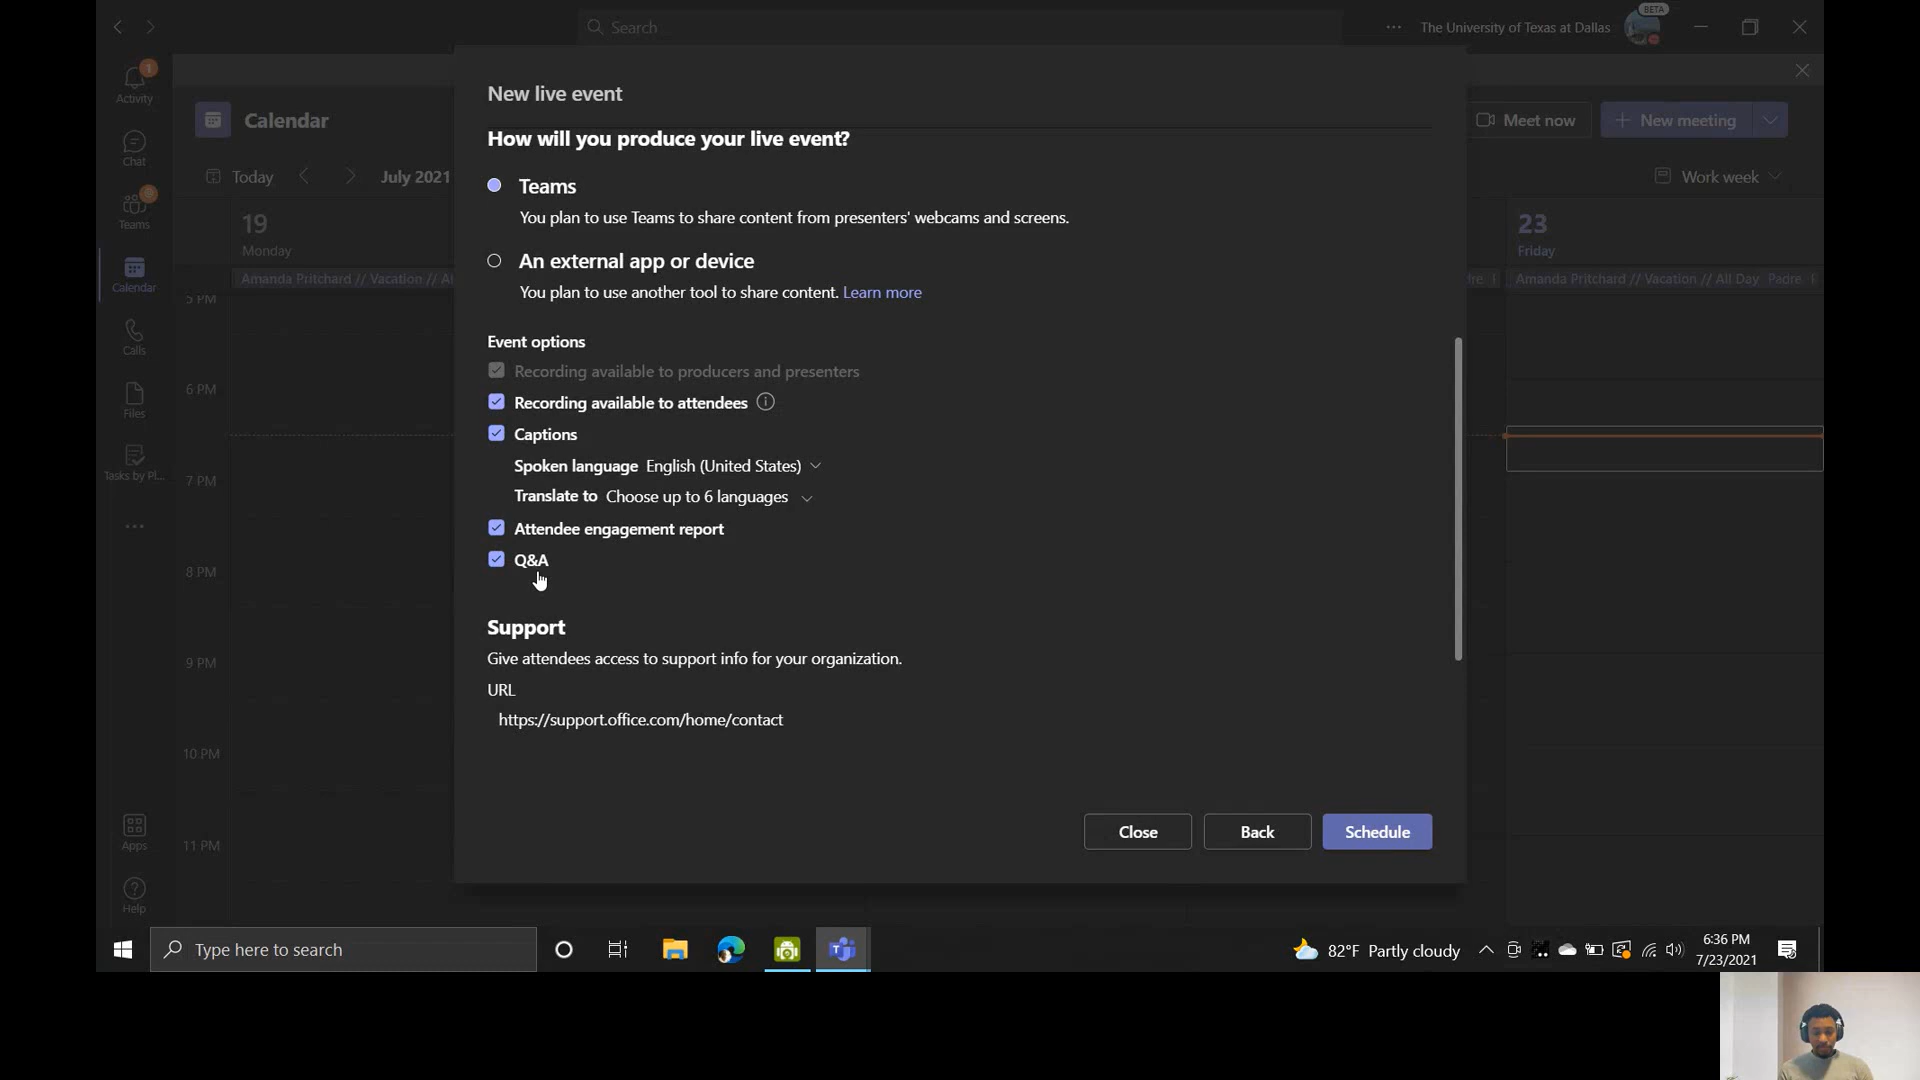 Search
The University of Texas at Dallas
BETA
1
Activity
Chat
Teams
Calendar
Calls
Files
Tasks by Pl...
Apps
Help
Calendar
Meet now
New meeting
Today
July 2021
Work week
19
Monday
23
Friday
Amanda Pritchard // Vacation // Al
Amanda Pritchard // Vacation // All Day
Padre
5 PM
6 PM
7 PM
8 PM
9 PM
10 PM
11 PM
New live event
How will you produce your live event?
Teams
You plan to use Teams to share content from presenters' webcams and screens.
An external app or device
You plan to use another tool to share content. Learn more
Event options
Recording available to producers and presenters
Recording available to attendees
Captions
Spoken language English (United States)
Translate to Choose up to 6 languages
Attendee engagement report
Q&A
Support
Give attendees access to support info for your organization.
URL
https://support.office.com/home/contact
Close
Back
Schedule
Type here to search
82°F Partly cloudy
6:36 PM
7/23/2021